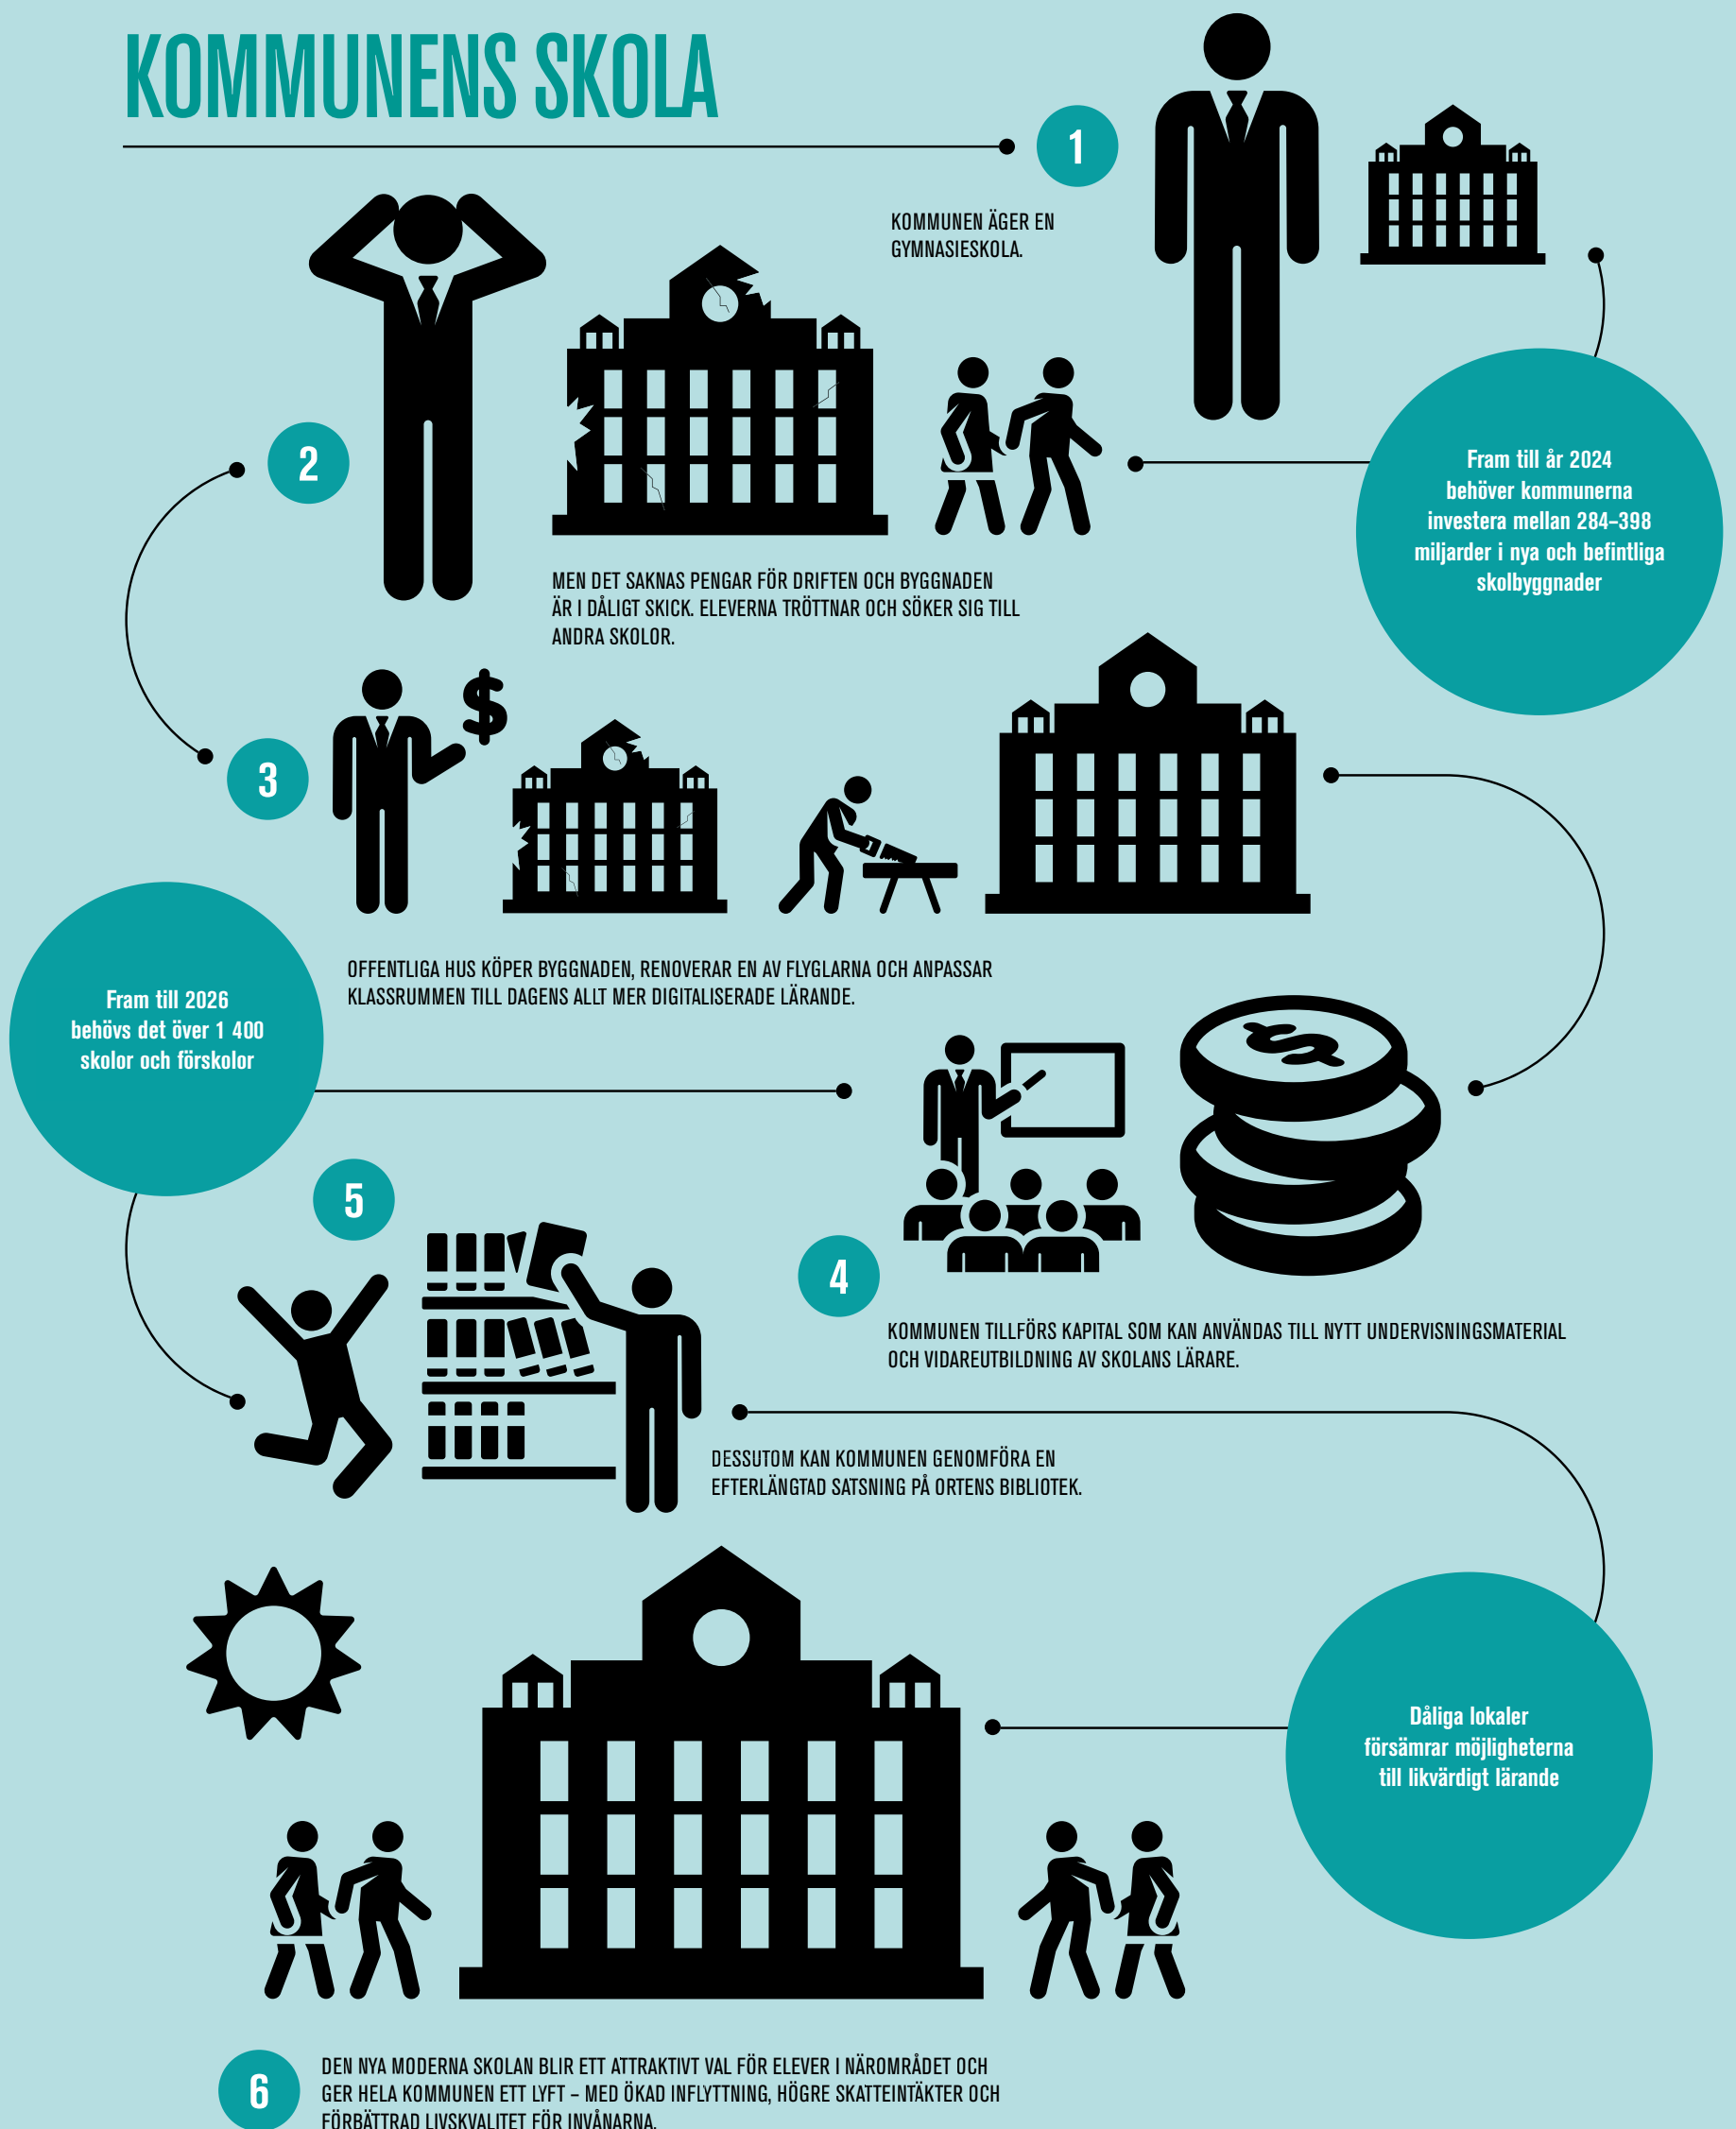 KOMMUNENS SKOLA
1
KOMMUNEN ÄGER EN
GYMNASIESKOLA.
Fram till år 2024
behöver kommunerna
investera mellan 284–398
miljarder i nya och befintliga
skolbyggnader
2
MEN DET SAKNAS PENGAR FÖR DRIFTEN OCH BYGGNADEN
ÄR I DÅLIGT SKICK. ELEVERNA TRÖTTNAR OCH SÖKER SIG TILL
ANDRA SKOLOR.
3
$
OFFENTLIGA HUS KÖPER BYGGNADEN, RENOVERAR EN AV FLYGLARNA OCH ANPASSAR
KLASSRUMMEN TILL DAGENS ALLT MER DIGITALISERADE LÄRANDE.
Fram till 2026
behövs det över 1 400
skolor och förskolor
$
4
KOMMUNEN TILLFÖRS KAPITAL SOM KAN ANVÄNDAS TILL NYTT UNDERVISNINGSMATERIAL
OCH VIDAREUTBILDNING AV SKOLANS LÄRARE.
5
DESSUTOM KAN KOMMUNEN GENOMFÖRA EN
EFTERLÄNGTAD SATSNING PÅ ORTENS BIBLIOTEK.
Dåliga lokaler
försämrar möjligheterna
till likvärdigt lärande
6
DEN NYA MODERNA SKOLAN BLIR ETT ATTRAKTIVT VAL FÖR ELEVER I NÄROMRÅDET OCH
GER HELA KOMMUNEN ETT LYFT – MED ÖKAD INFLYTTNING, HÖGRE SKATTEINTÄKTER OCH
FÖRBÄTTRAD LIVSKVALITET FÖR INVÅNARNA.